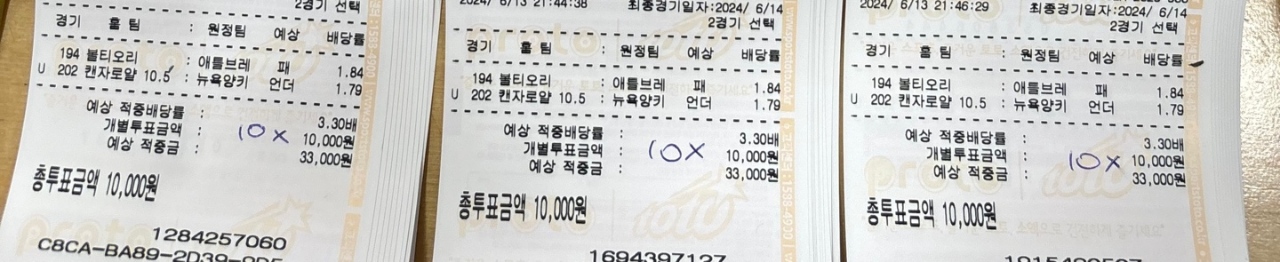 2경기 선택
경기 홈 팀 : 원정팀 예상 배당률
194 볼티오리 : 애틀브레 패 1.84
U 202 캔자로얄 10.5 : 뉴욕양키 언더 1.79
예상 적중배당률 : 3.30배
개별투표금액 : 10X 10,000원
예상 적중금 : 33,000원
총투표금액 10,000원
1284257060
C8CA-BA89-2D39-
2024/ 6/13 21:44:38 최종경기일자:2024/ 6/14
2경기 선택
경기 홈 팀 : 원정팀 예상 배당률
194 볼티오리 : 애틀브레 패 1.84
U 202 캔자로얄 10.5 : 뉴욕양키 언더 1.79
예상 적중배당률 : 3.30배
개별투표금액 : 10X 10,000원
예상 적중금 : 33,000원
총투표금액 10,000원
1694397127
2024/ 6/13 21:46:29 최종경기일자:2024/ 6/14
2경기 선택
경기 홈 팀 : 원정팀 예상 배당률
194 볼티오리 : 애틀브레 패 1.84
U 202 캔자로얄 10.5 : 뉴욕양키 언더 1.79
예상 적중배당률 : 3.30배
개별투표금액 : 10X 10,000원
예상 적중금 : 33,000원
총투표금액 10,000원